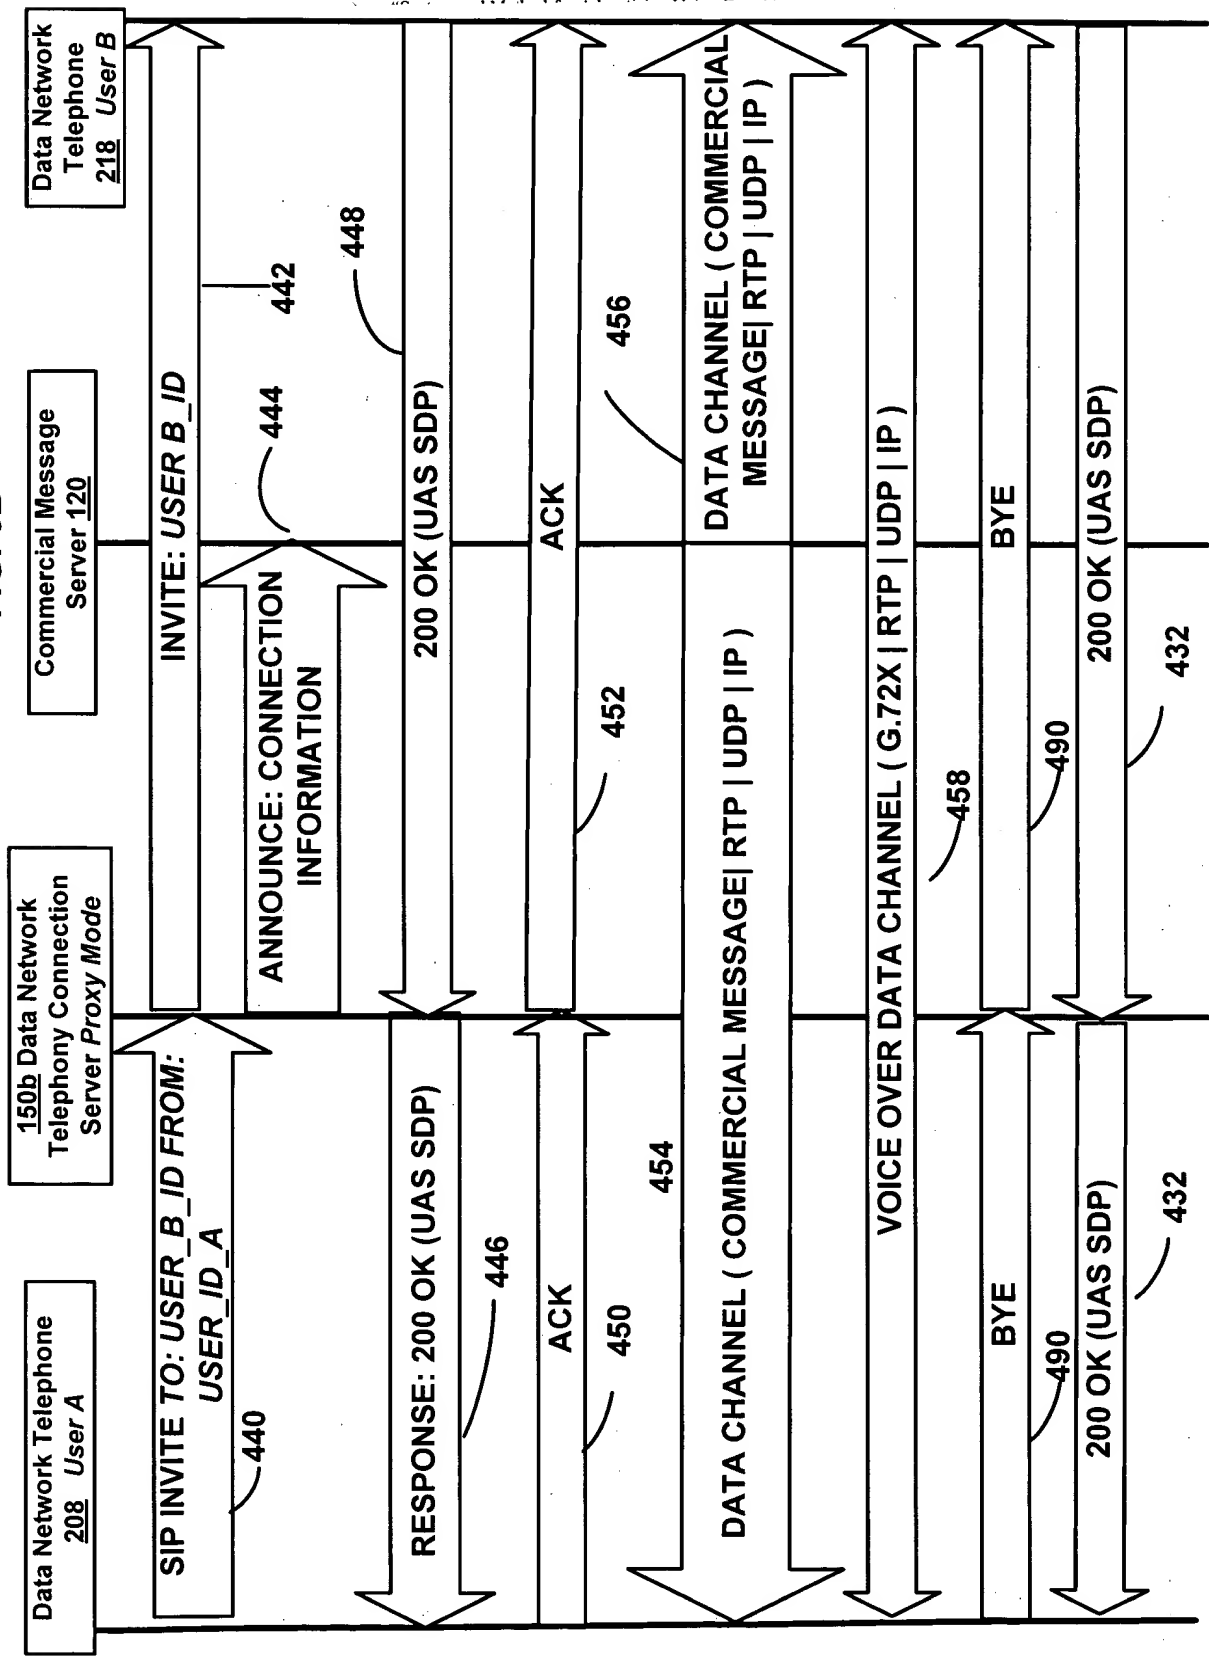 Data Network Telephone
208 User A
150b Data Network
Telephony Connection
Server Proxy Mode
Commercial Message
Server 120
Data Network
Telephone
218 User B
SIP INVITE TO: USER_B_ID FROM:
USER_ID_A
440
INVITE: USER B_ID
442
ANNOUNCE: CONNECTION
INFORMATION
444
RESPONSE: 200 OK (UAS SDP)
446
200 OK (UAS SDP)
448
ACK
450
ACK
452
454
DATA CHANNEL ( COMMERCIAL MESSAGE| RTP | UDP | IP )
456
DATA CHANNEL ( COMMERCIAL
MESSAGE| RTP | UDP | IP )
VOICE OVER DATA CHANNEL ( G.72X | RTP | UDP | IP )
458
BYE
490
BYE
490
200 OK (UAS SDP)
432
200 OK (UAS SDP)
432